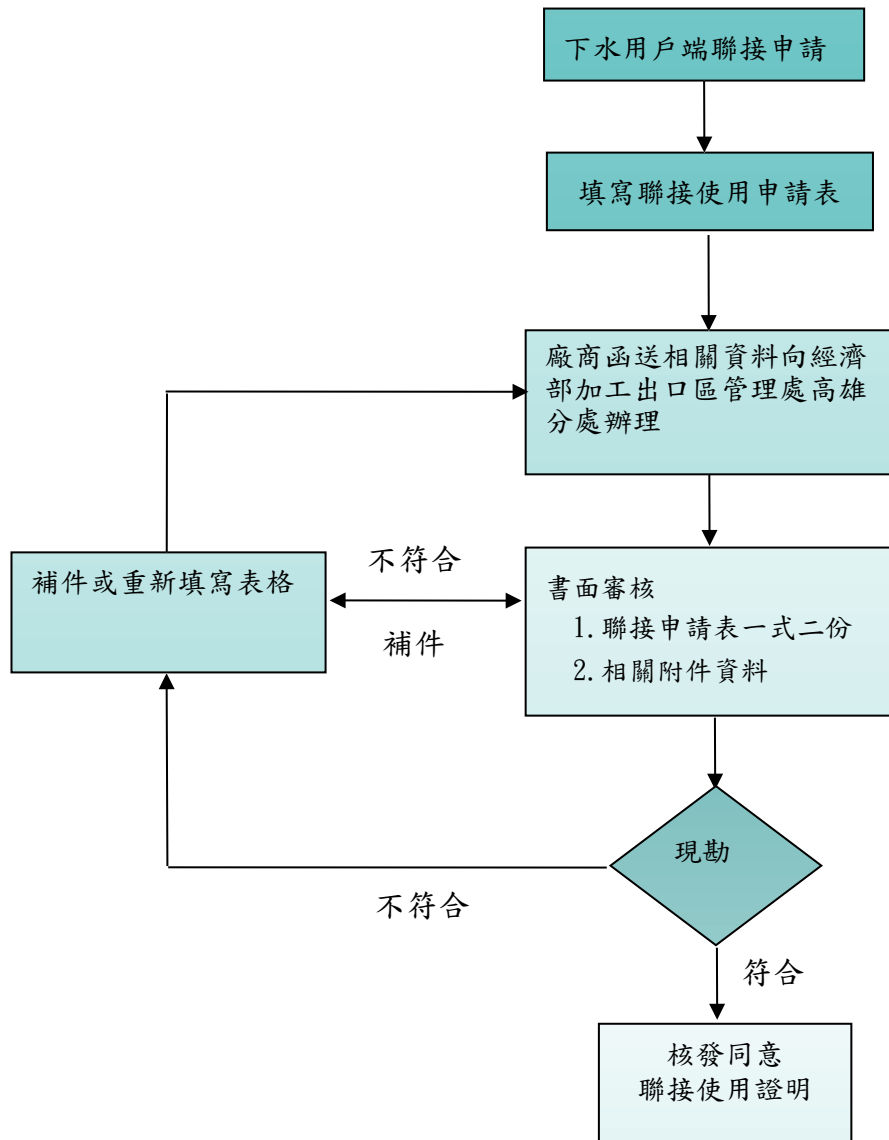 下水用戶端聯接申請
填寫聯接使用申請表
廠商函送相關資料向經濟
部加工出口區管理處高雄
分處辦理
不符合
補件或重新填寫表格
補件
書面審核
1.聯接申請表一式二份
2.相關附件資料
現勘
不符合
符合
核發同意
聯接使用證明